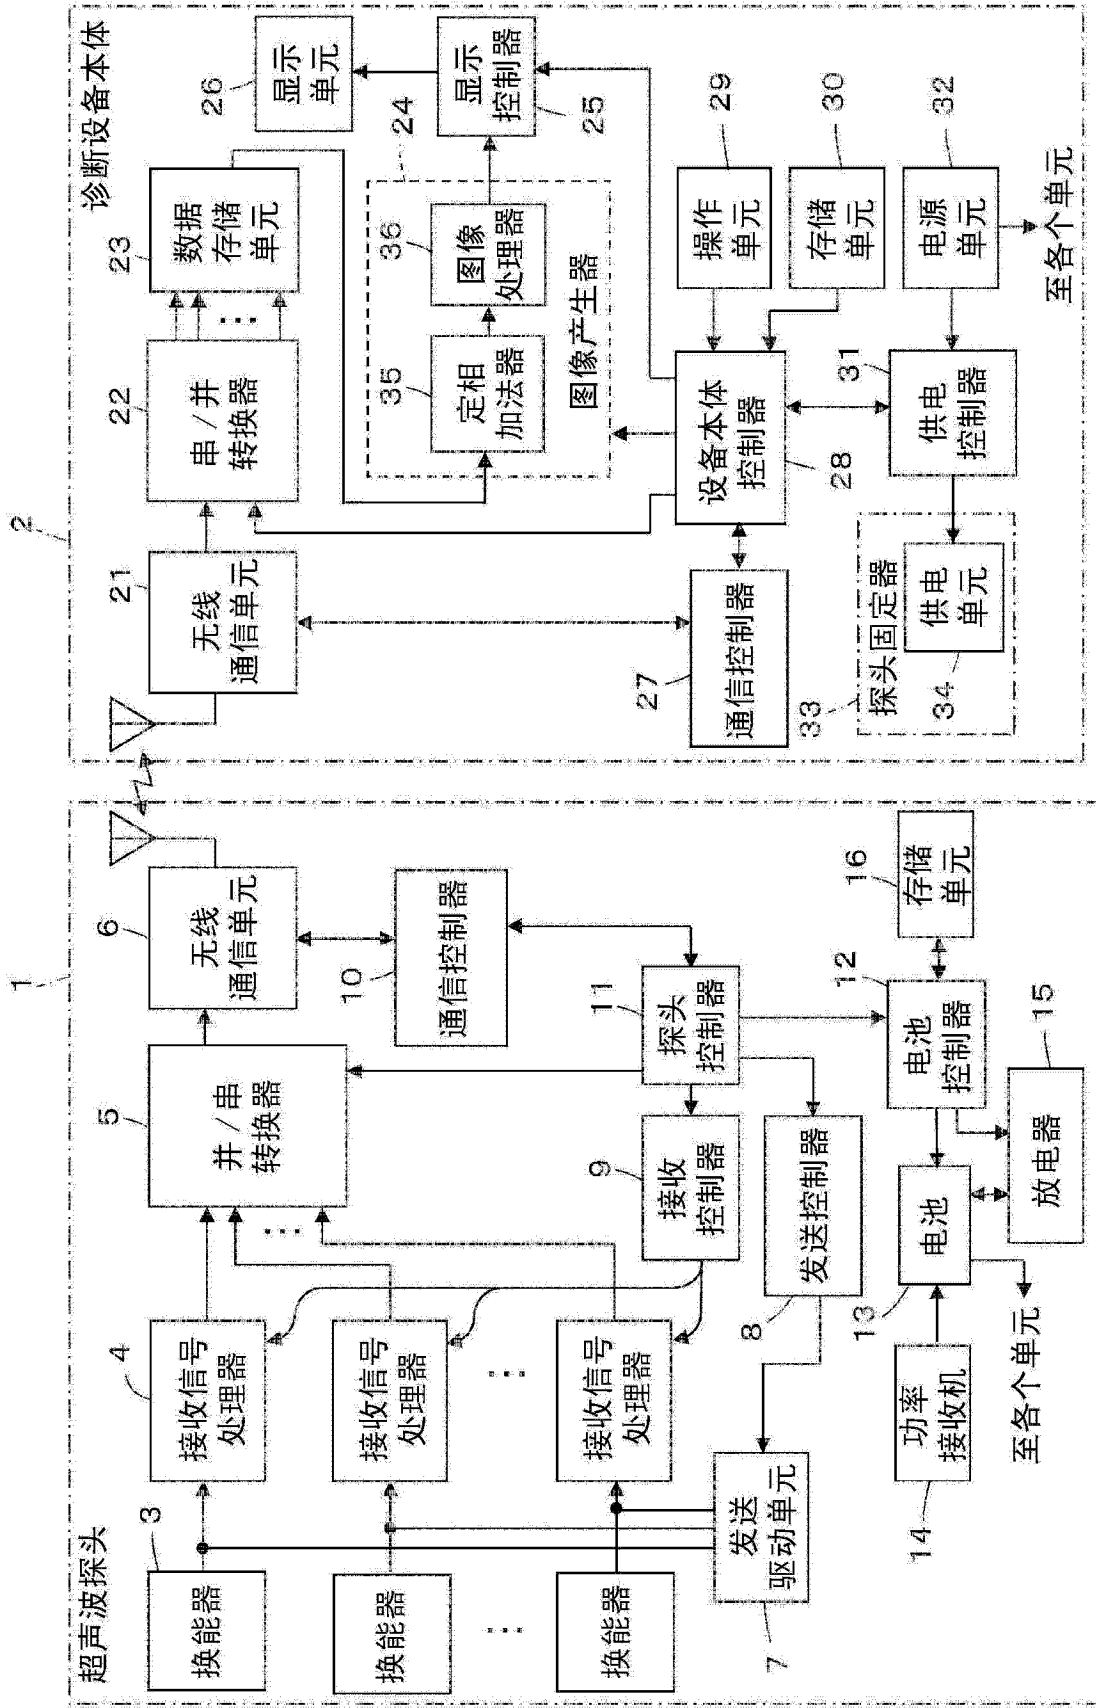 超声波探头
1
换能器
3
换能器
换能器
接收信号
处理器
4
接收信号
处理器
接收信号
处理器
并/串
转换器
5
无线
通信单元
6
通信控制器
10
探头
控制器
11
接收
控制器
9
发送控制器
8
发送
驱动单元
7
电池
控制器
12
存储
单元
16
电池
13
放电器
15
功率
接收机
14
至各个单元
诊断设备本体
2
无线
通信单元
21
串/并
转换器
22
数据
存储
单元
23
显示
单元
26
显示
控制器
25
24
图像
处理器
36
定相
加法器
35
图像产生器
通信控制器
27
设备本体
控制器
28
操作
单元
29
存储
单元
30
电源
单元
32
至各个单元
供电
控制器
31
探头固定器
33
供电
单元
34